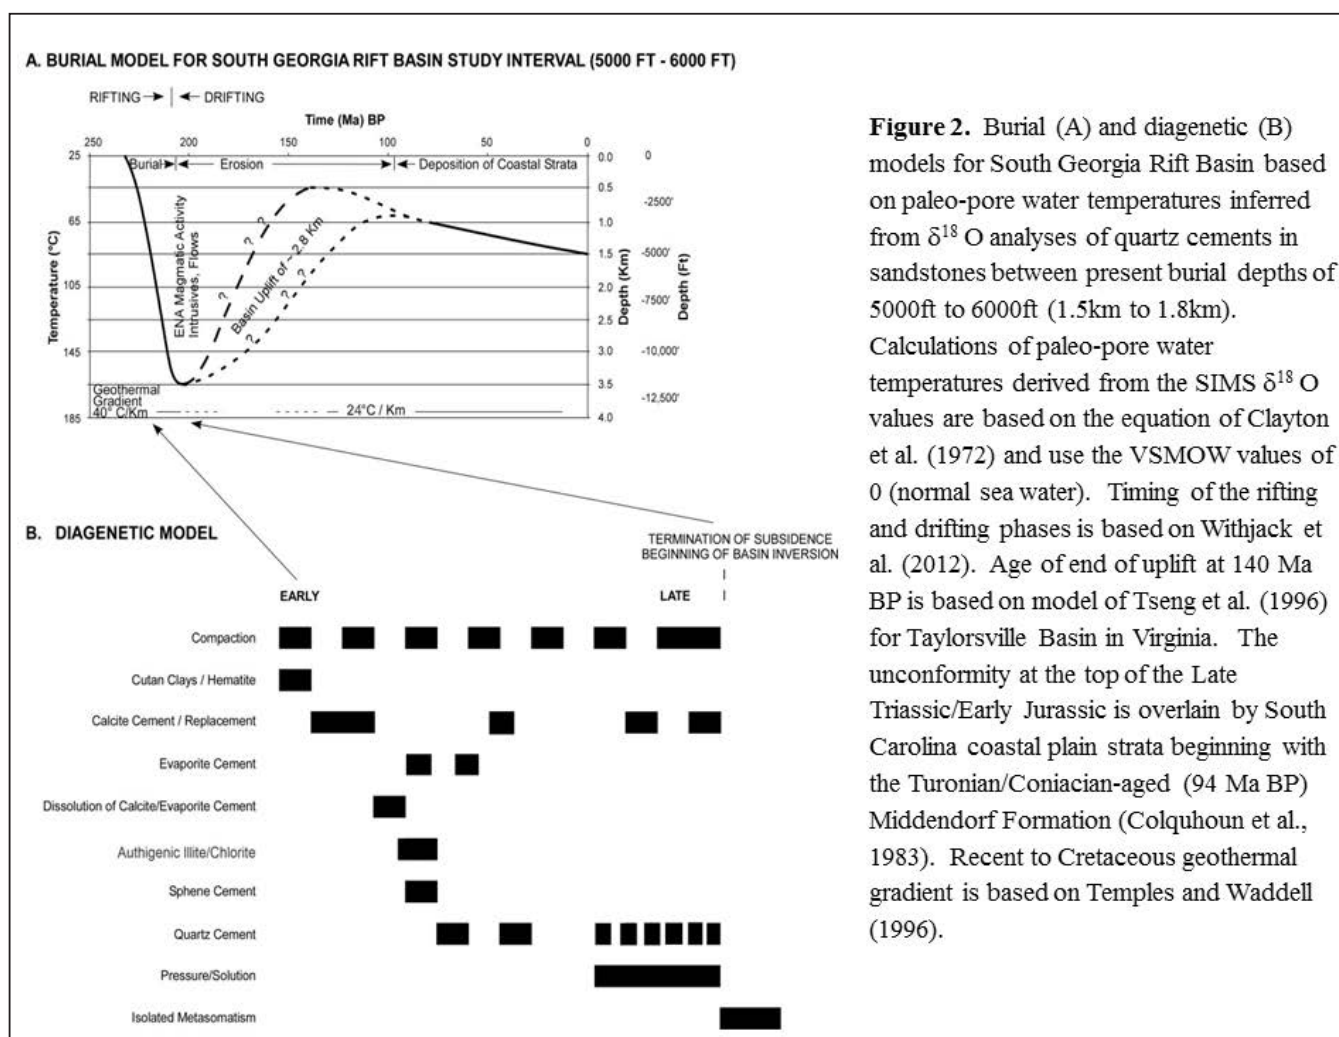 A. BURIAL MODEL FOR SOUTH GEORGIA RIFT BASIN STUDY INTERVAL (5000 FT - 6000 FT)
RIFTING DRIFTING
Time (Ma) BP
250 200 150 100 50 0
Burial Erosion Deposition of Coastal Strata
Temperature (°C)
25
65
105
145
185
ENA Magmatic Activity
Intrusives, Flows
? ? ?
Basin Uplift of ~ 2.8 Km
? ? ?
Geothermal
Gradient
40° C/Km
24°C / Km
0.0
0.5
1.0
1.5
2.0
2.5
3.0
3.5
4.0
Depth (Km)
0
-2500'
-5000'
-7500'
-10,000'
-12,500'
Depth (Ft)
B. DIAGENETIC MODEL
TERMINATION OF SUBSIDENCE
BEGINNING OF BASIN INVERSION
EARLY LATE
Compaction
Cutan Clays / Hematite
Calcite Cement / Replacement
Evaporite Cement
Dissolution of Calcite/Evaporite Cement
Authigenic Illite/Chlorite
Sphene Cement
Quartz Cement
Pressure/Solution
Isolated Metasomatism
Figure 2. Burial (A) and diagenetic (B)
models for South Georgia Rift Basin based
on paleo-pore water temperatures inferred
from δ18 O analyses of quartz cements in
sandstones between present burial depths of
5000ft to 6000ft (1.5km to 1.8km).
Calculations of paleo-pore water
temperatures derived from the SIMS δ18 O
values are based on the equation of Clayton
et al. (1972) and use the VSMOW values of
0 (normal sea water). Timing of the rifting
and drifting phases is based on Withjack et
al. (2012). Age of end of uplift at 140 Ma
BP is based on model of Tseng et al. (1996)
for Taylorsville Basin in Virginia. The
unconformity at the top of the Late
Triassic/Early Jurassic is overlain by South
Carolina coastal plain strata beginning with
the Turonian/Coniacian-aged (94 Ma BP)
Middendorf Formation (Colquhoun et al.,
1983). Recent to Cretaceous geothermal
gradient is based on Temples and Waddell
(1996).